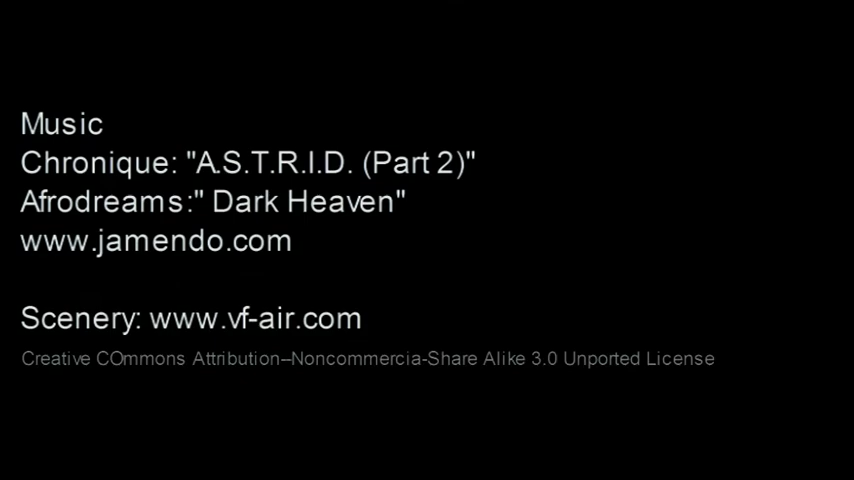 Music
Chronique: "A.S.T.R.I.D. (Part 2)"
Afrodreams:" Dark Heaven"
www.jamendo.com
Scenery: www.vf-air.com
Creative COmmons Attribution--Noncommercia-Share Alike 3.0 Unported License